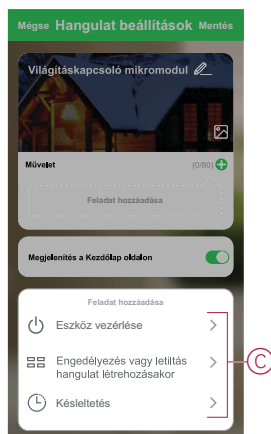 Mégse Hangulat beállítások Mentés
Világításkapcsoló mikromodul
Művelet (0/80)
Feladat hozzáadása
Megjelenítés a Kezdőlap oldalon
Feladat hozzáadása
Eszköz vezérlése
Engedélyezés vagy letiltás
hangulat létrehozásakor
Késleltetés
C